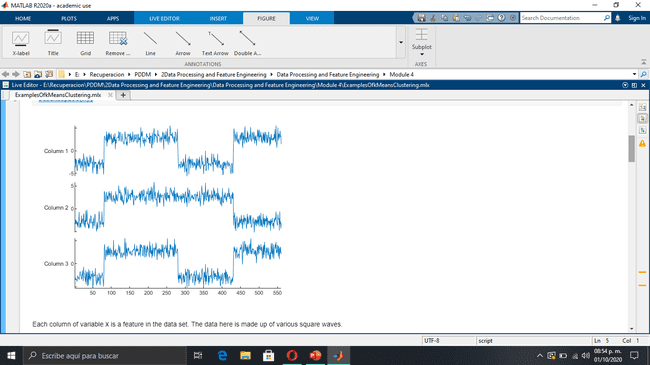 MATLAB R2020a - academic use
HOME PLOTS APPS LIVE EDITOR INSERT FIGURE VIEW
Search Documentation
Sign In
X-label Title Grid Remove ... Line Arrow Text Arrow Double A...
Subplot
ANNOTATIONS AXES
E: Recuperacion PDDM 2Data Processing and Feature Engineering Data Processing and Feature Engineering Module 4
Live Editor - E:\Recuperacion\PDDM\2Data Processing and Feature Engineering\Data Processing and Feature Engineering\Module 4\ExamplesOfkMeansClustering.mlx
ExamplesOfkMeansClustering.mlx
Column 1
0
-5
5
Column 2
0
Column 3
0
50 100 150 200 250 300 350 400 450 500 550
Each column of variable X is a feature in the data set. The data here is made up of various square waves.
UTF-8 script Ln 5 Col 1
Escribe aquí para buscar
08:54 p. m.
01/10/2020